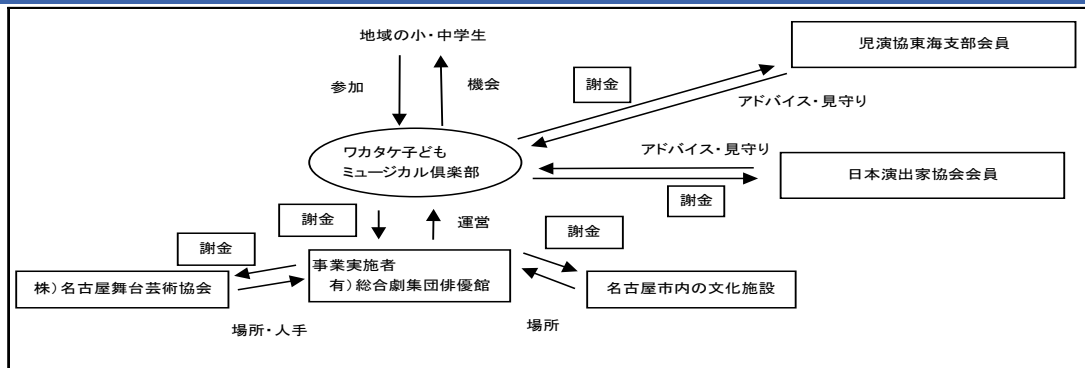 地域の小・中学生
児演協東海支部会員
謝金
参加
機会
アドバイス・見守り
ワカタケ子ども
ミュージカル倶楽部
アドバイス・見守り
日本演出家協会会員
謝金
謝金
運営
謝金
謝金
事業実施者
有）総合劇集団俳優館
株）名古屋舞台芸術協会
名古屋市内の文化施設
場所・人手
場所